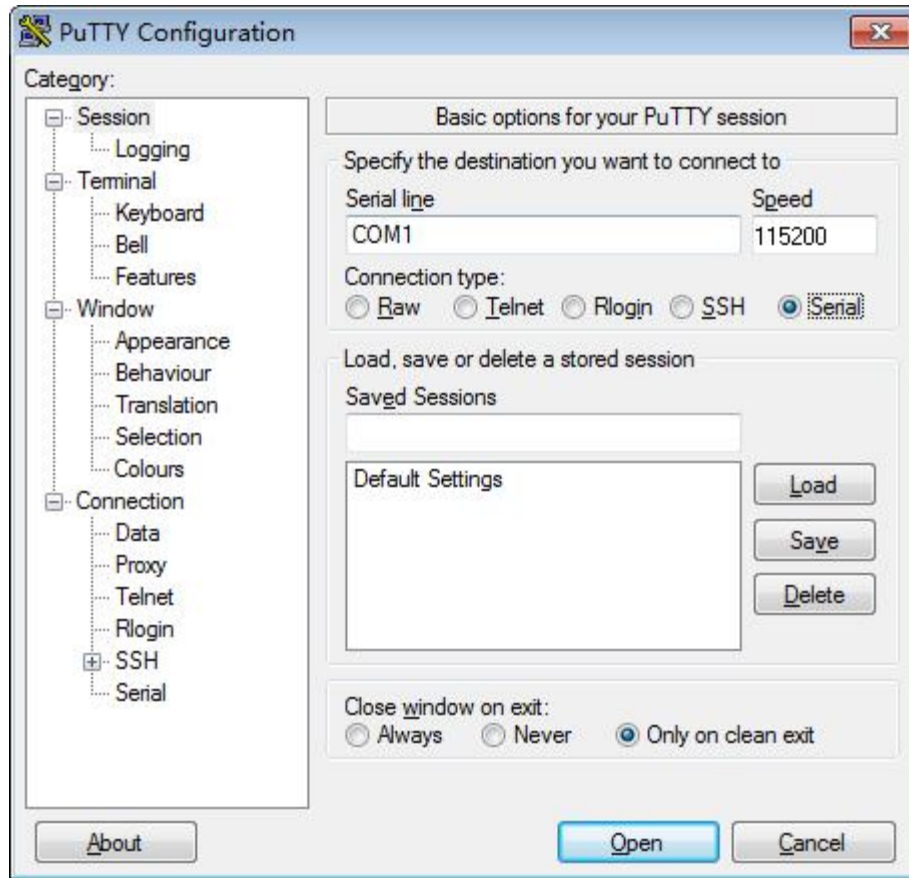 PuTTY Configuration
Category:
Session
Logging
Terminal
Keyboard
Bell
Features
Window
Appearance
Behaviour
Translation
Selection
Colours
Connection
Data
Proxy
Telnet
Rlogin
SSH
Serial
Basic options for your PuTTY session
Specify the destination you want to connect to
Serial line Speed
COM1 115200
Connection type:
Raw Telnet Rlogin SSH Serial
Load, save or delete a stored session
Saved Sessions
Default Settings
Load
Save
Delete
Close window on exit:
Always Never Only on clean exit
About Open Cancel